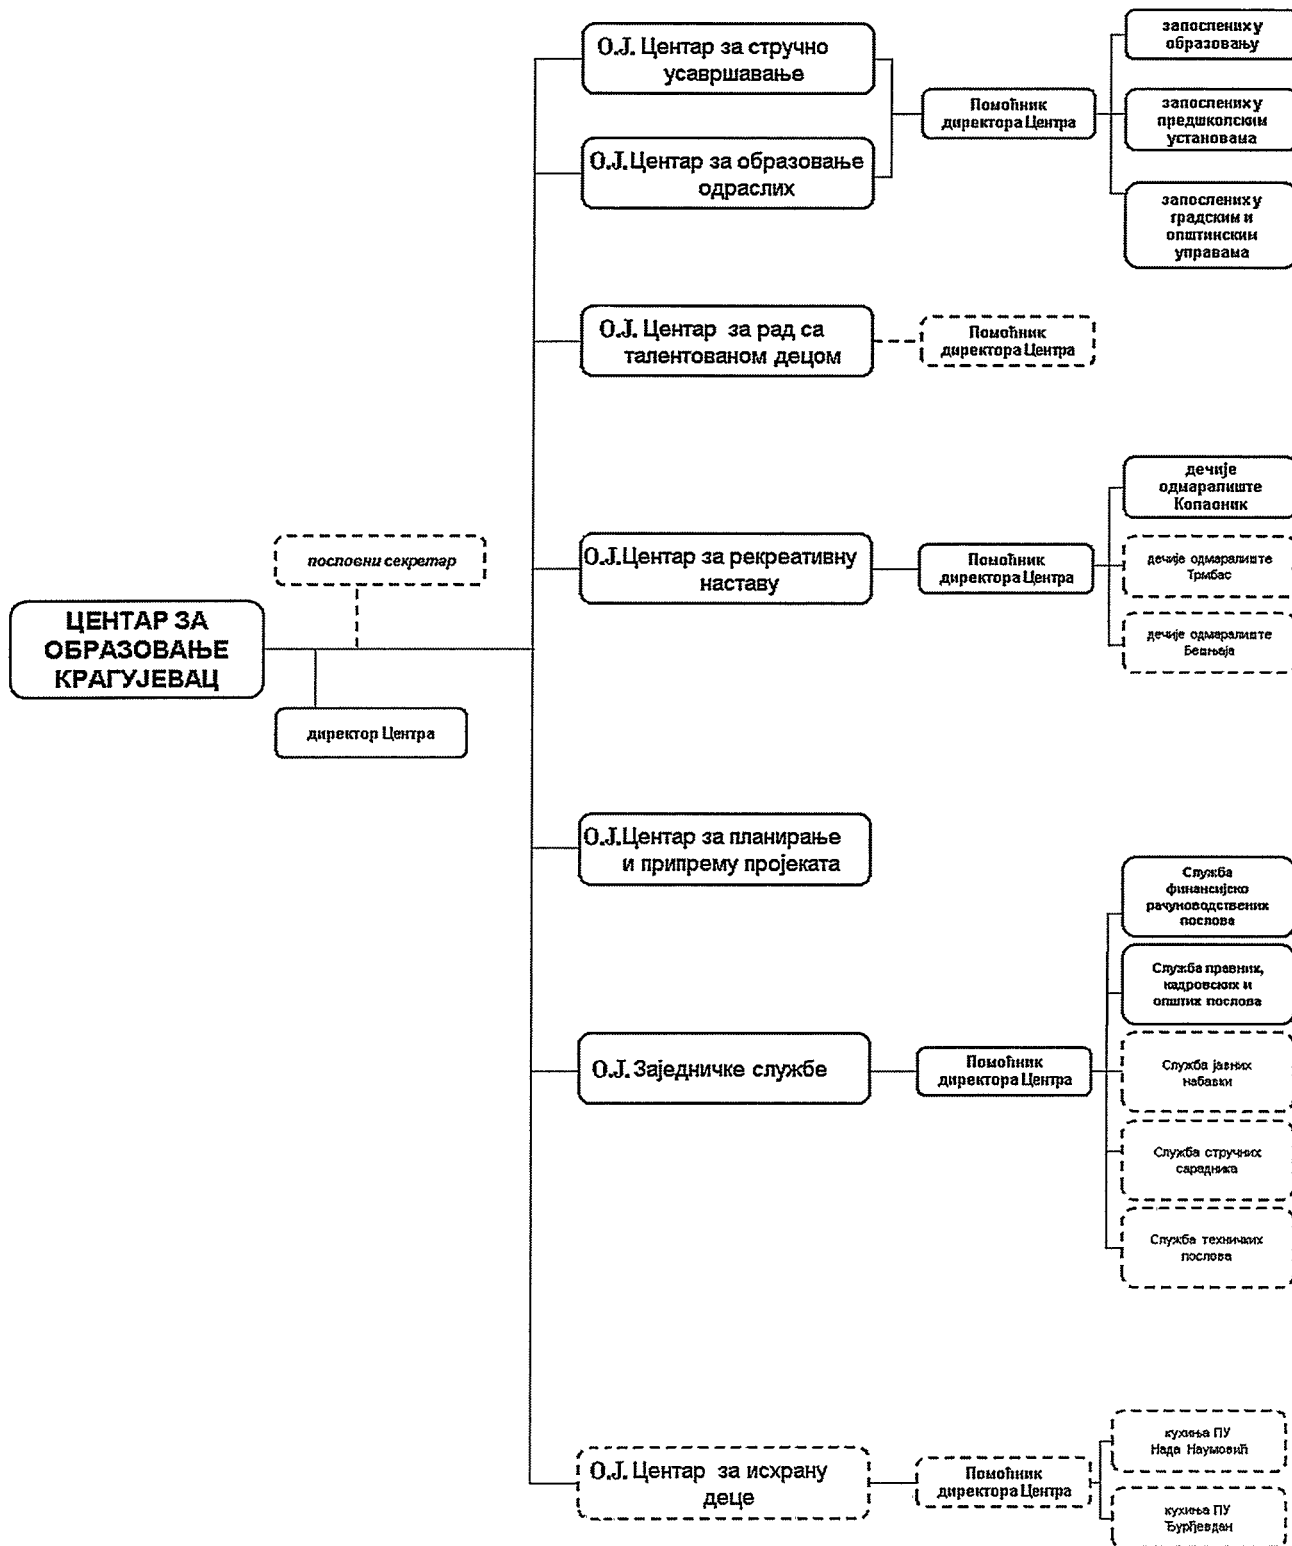 О.Ј. Центар за стручно
усавршавање
О.Ј.Центар за образовање
одраслих
Помоћник
директора Центра
запослених у
образовању
запослених у
предшколским
установама
запослених у
градским и
општинским
управама
О.Ј. Центар за рад са
талентованом децом
Помоћник
директора Центра
ЦЕНТАР ЗА
ОБРАЗОВАЊЕ
КРАГУЈЕВАЦ
пословни секретар
директор Центра
О.Ј.Центар за рекреативну
наставу
Помоћник
директора Центра
дечије
одмаралиште
Копаоник
дечије одмаралиште
Трмбас
дечије одмаралиште
Бешњаја
О.Ј.Центар за планирање
и припрему пројеката
О.Ј. Заједничке службе
Помоћник
директора Центра
Служба
финансијско
рачуноводствених
послова
Служба правник,
кадровских и
општих послова
Служба јавних
набавки
Служба стручних
сарадника
Служба техничких
послова
О.Ј. Центар за исхрану
деце
Помоћник
директора Центра
кухиња ПУ
Нада Наумовић
кухиња ПУ
Ђурђевдан